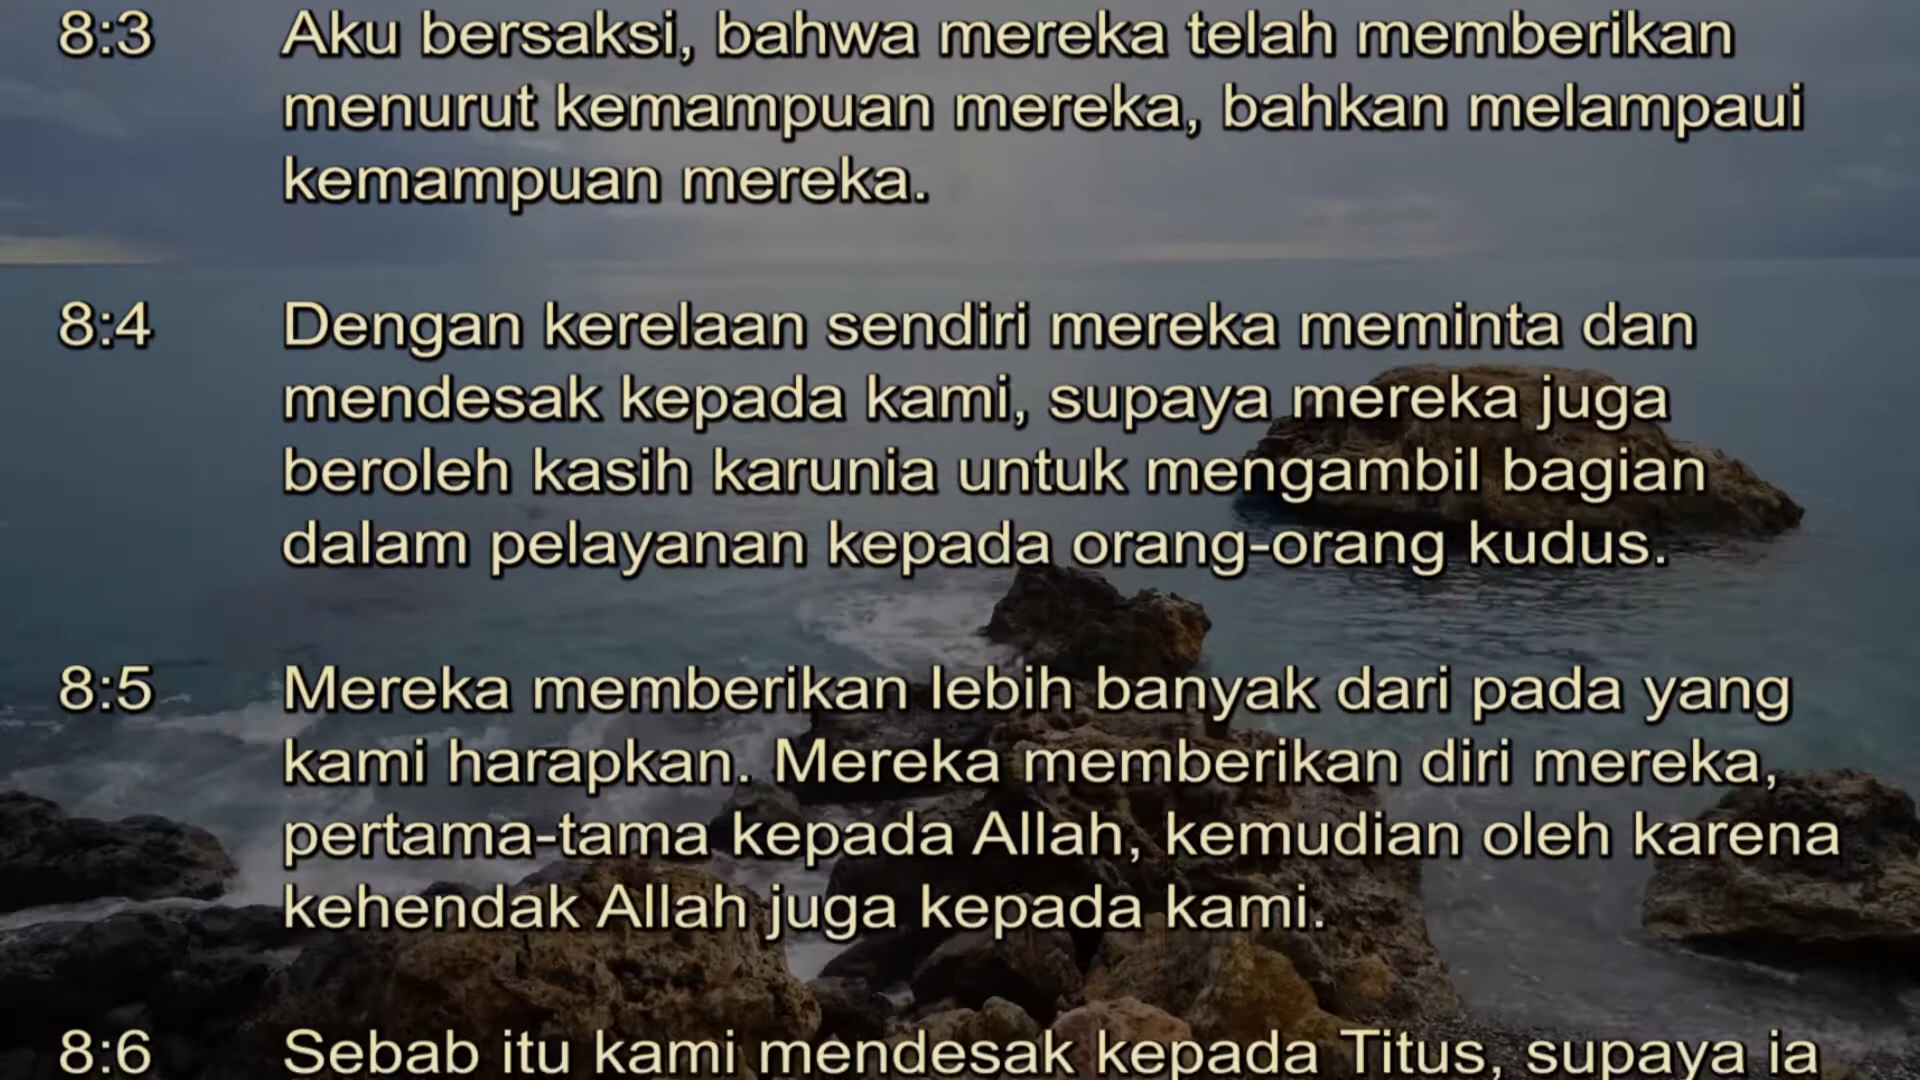 8:3 Aku bersaksi, bahwa mereka telah memberikan
menurut kemampuan mereka, bahkan melampaui
kemampuan mereka.
8:4 Dengan kerelaan sendiri mereka meminta dan
mendesak kepada kami, supaya mereka juga
beroleh kasih karunia untuk mengambil bagian
dalam pelayanan kepada orang-orang kudus.
8:5 Mereka memberikan lebih banyak dari pada yang
kami harapkan. Mereka memberikan diri mereka,
pertama-tama kepada Allah, kemudian oleh karena
kehendak Allah juga kepada kami.
8:6 Sebab itu kami mendesak kepada Titus, supaya ia